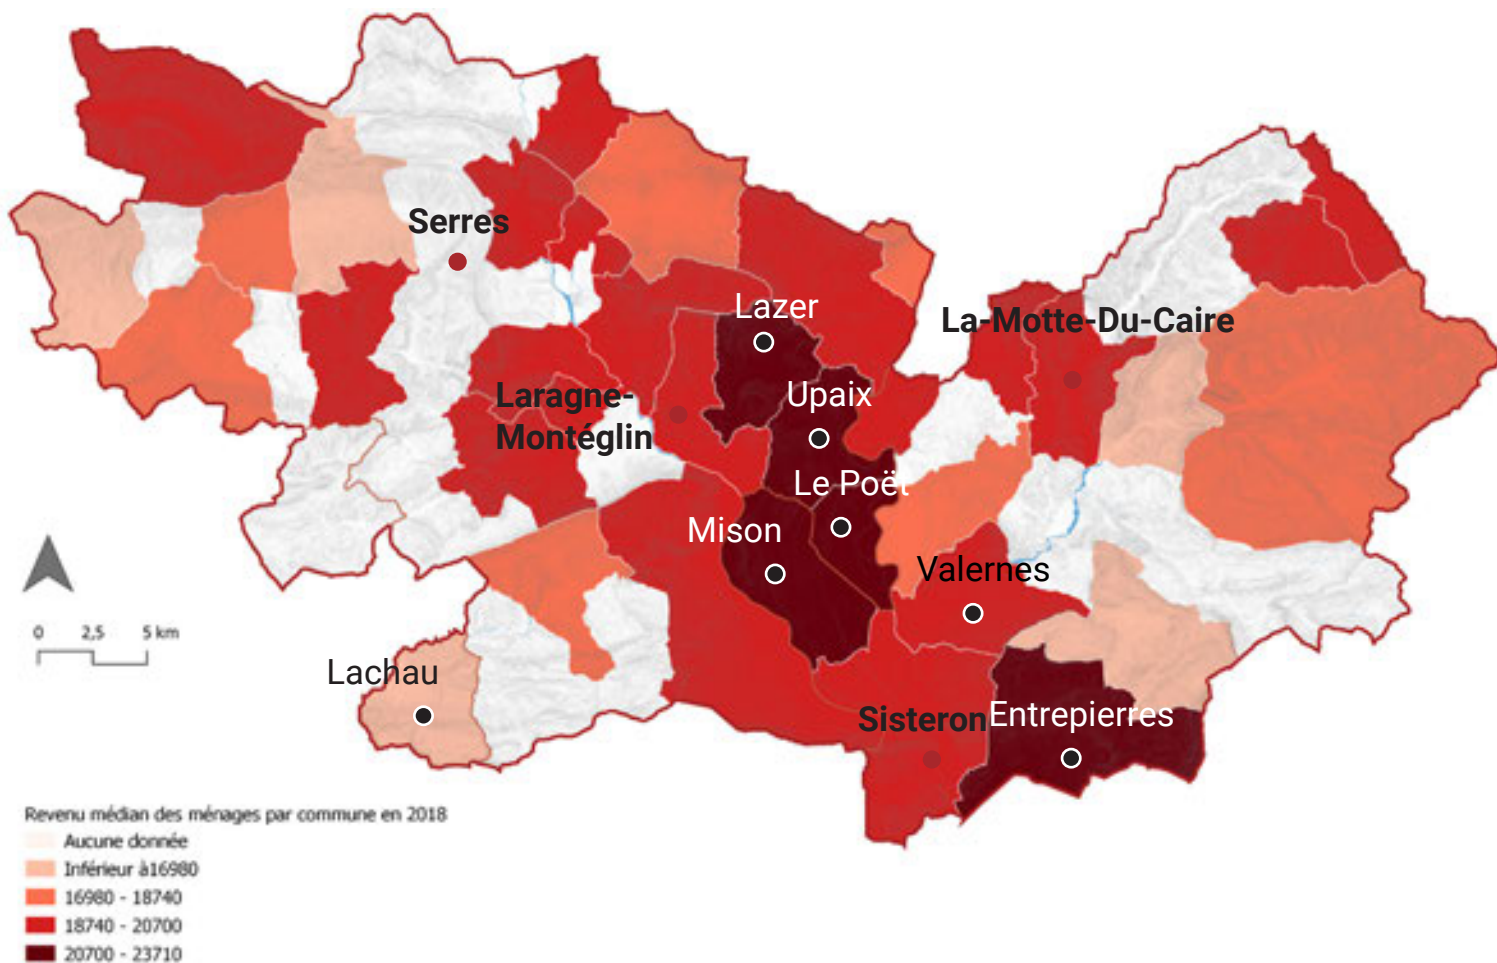 Serres
Lazer
La-Motte-Du-Caire
Upaix
Laragne-
Montéglin
Le Poët
Mison
Valernes
Lachau
Sisteron
Entrepierres
0 2,5 5 km
Revenu médian des ménages par commune en 2018
Aucune donnée
Inférieur à16980
16980 - 18740
18740 - 20700
20700 - 23710